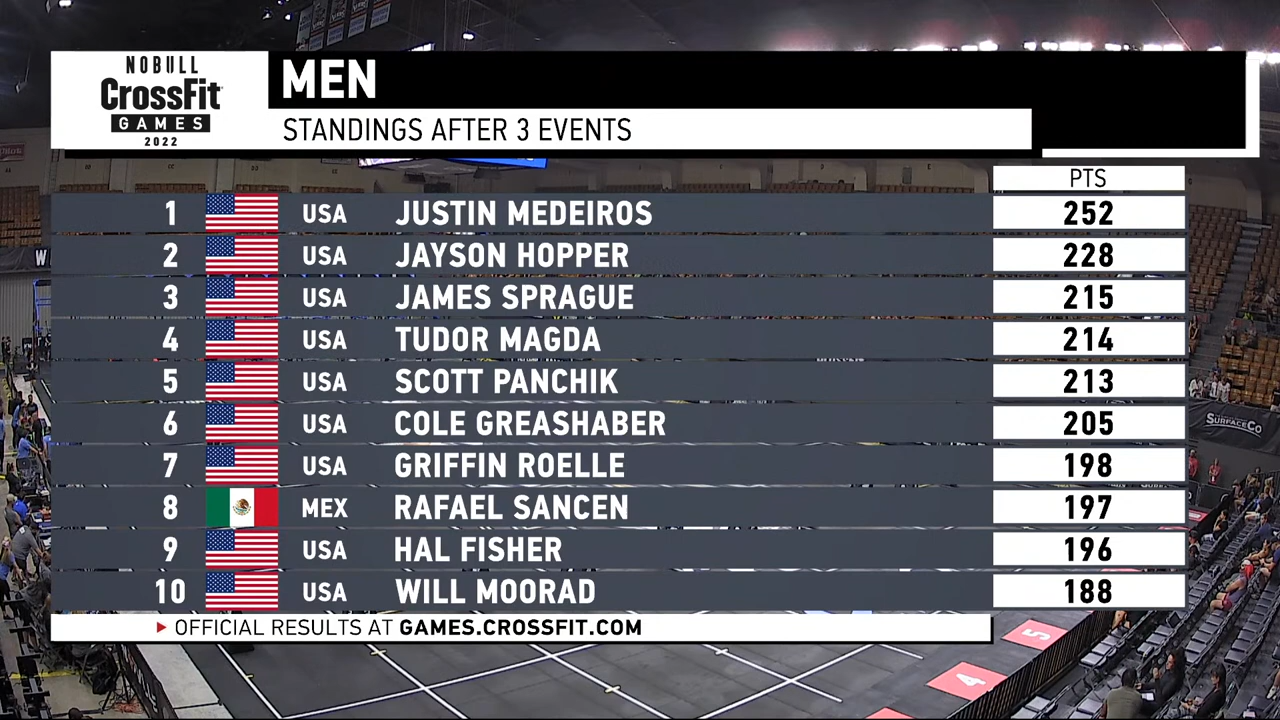 NOBULL
CrossFit
GAMES
2022
MEN
STANDINGS AFTER 3 EVENTS
PTS
1 USA JUSTIN MEDEIROS 252
2 USA JAYSON HOPPER 228
3 USA JAMES SPRAGUE 215
4 USA TUDOR MAGDA 214
5 USA SCOTT PANCHIK 213
6 USA COLE GREASHABER 205
7 USA GRIFFIN ROELLE 198
8 MEX RAFAEL SANCEN 197
9 USA HAL FISHER 196
10 USA WILL MOORAD 188
OFFICIAL RESULTS AT GAMES.CROSSFIT.COM
W
SURFACECO
5
4